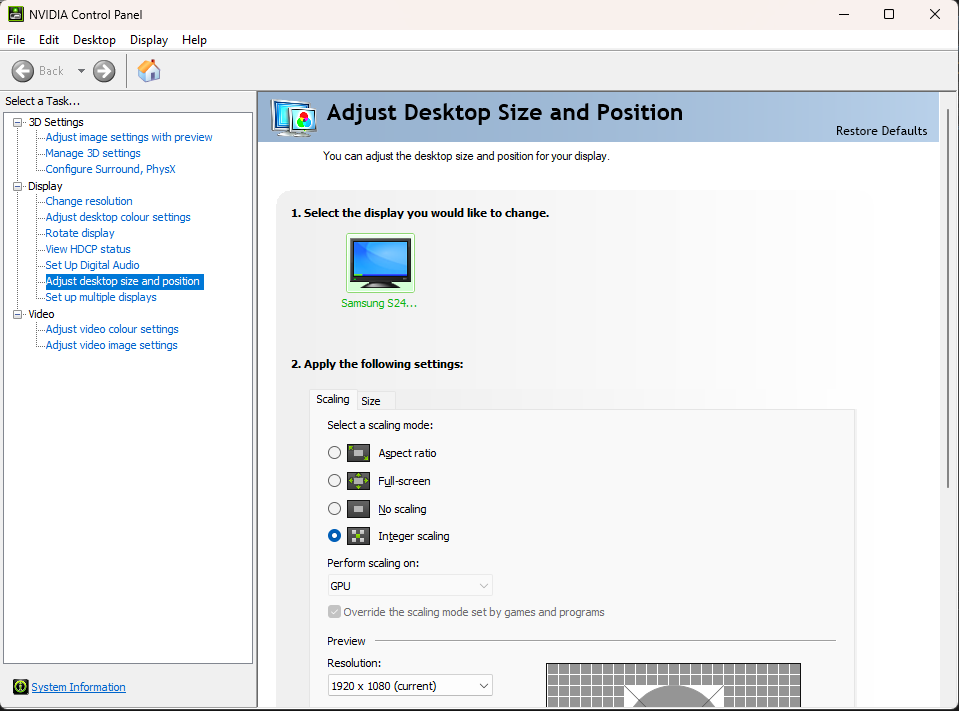 NVIDIA Control Panel
File Edit Desktop Display Help
Back
Select a Task...
3D Settings
Adjust image settings with preview
Manage 3D settings
Configure Surround, PhysX
Display
Change resolution
Adjust desktop colour settings
Rotate display
View HDCP status
Set Up Digital Audio
Adjust desktop size and position
Set up multiple displays
Video
Adjust video colour settings
Adjust video image settings
System Information
Adjust Desktop Size and Position
Restore Defaults
You can adjust the desktop size and position for your display.
1. Select the display you would like to change.
Samsung S24...
2. Apply the following settings:
Scaling Size
Select a scaling mode:
Aspect ratio
Full-screen
No scaling
Integer scaling
Perform scaling on:
GPU
Override the scaling mode set by games and programs
Preview
Resolution:
1920 x 1080 (current)